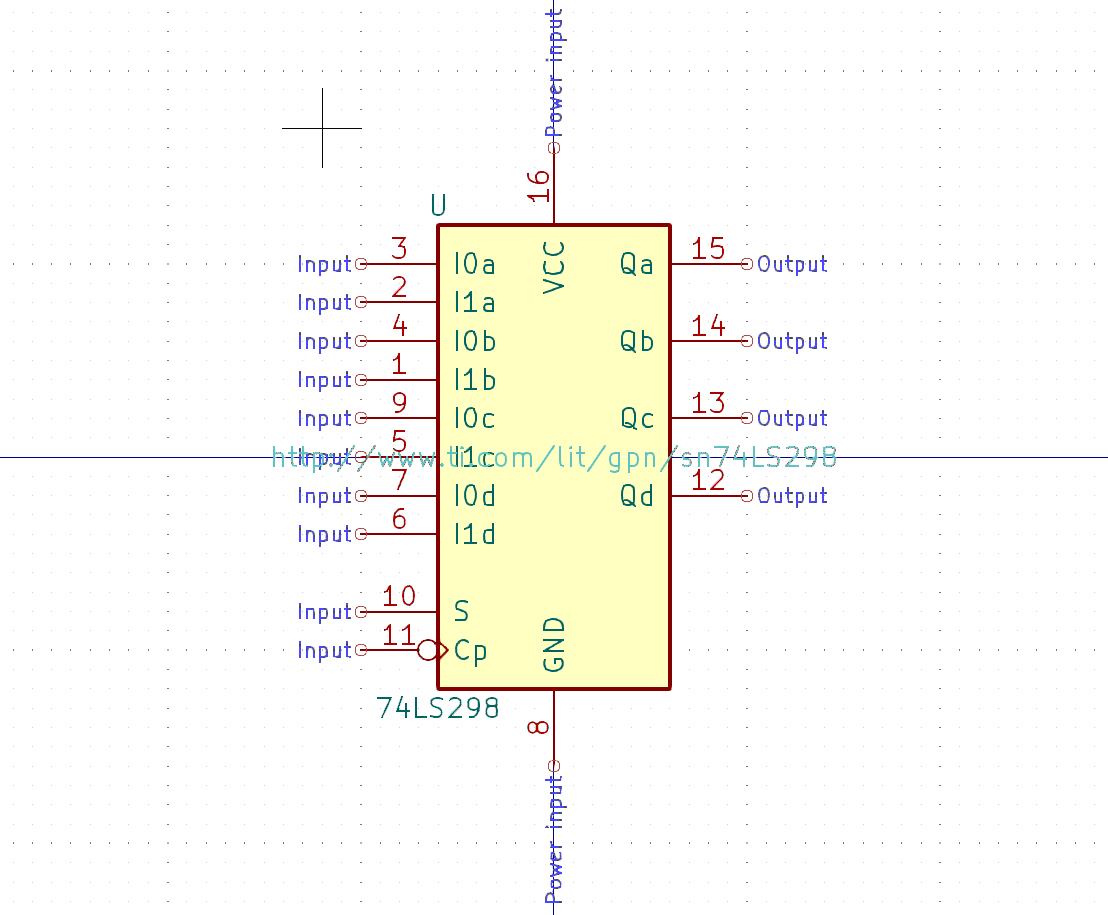 Power input
16
U
Input 3 I0a VCC Qa 15 Output
Input 2 I1a
Input 4 I0b Qb 14 Output
Input 1 I1b
Input 9 I0c Qc 13 Output
Input 5 I1c
http://www.ti.com/lit/gpn/sn74LS298
Input 7 I0d Qd 12 Output
Input 6 I1d
Input 10 S
Input 11 Cp GND
74LS298
8
Power input